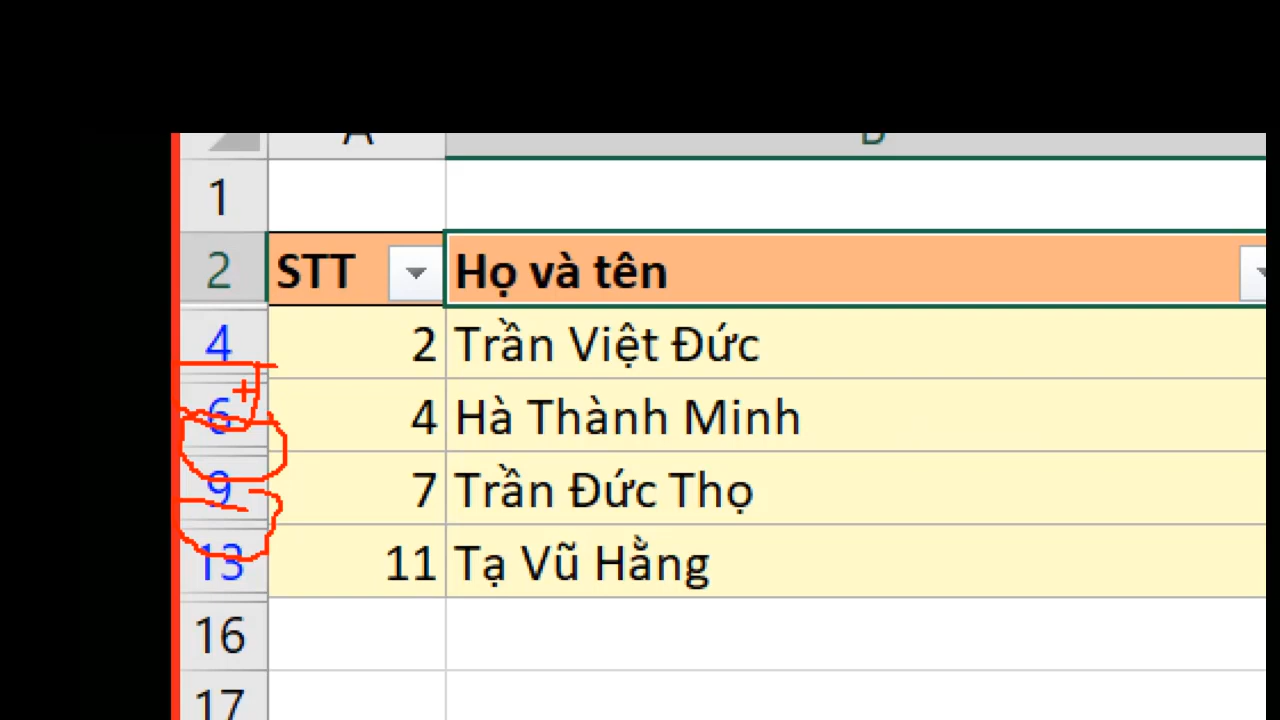 A B
1
2 STT Họ và tên
4 2 Trần Việt Đức
6 4 Hà Thành Minh
9 7 Trần Đức Thọ
13 11 Tạ Vũ Hằng
16
17